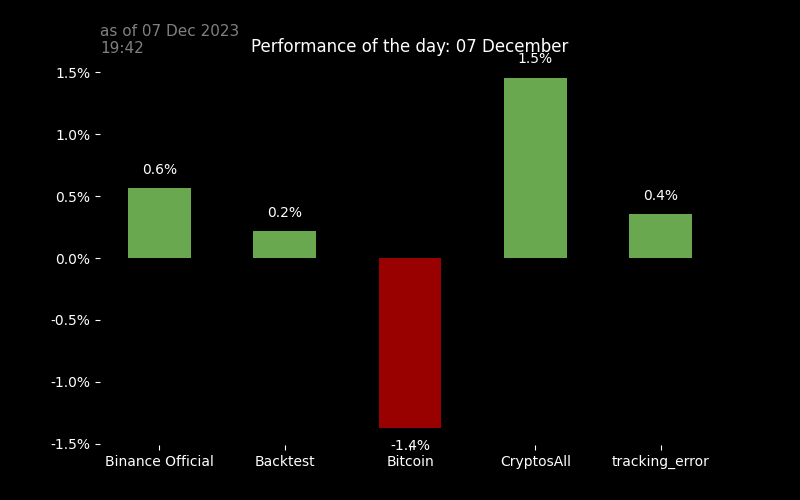 as of 07 Dec 2023
19:42
Performance of the day: 07 December
1.5%
1.5%
1.0%
0.6%
0.5%
0.4%
0.2%
0.0%
-0.5%
-1.0%
-1.5%
-1.4%
Binance Official
Backtest
Bitcoin
CryptosAll
tracking_error